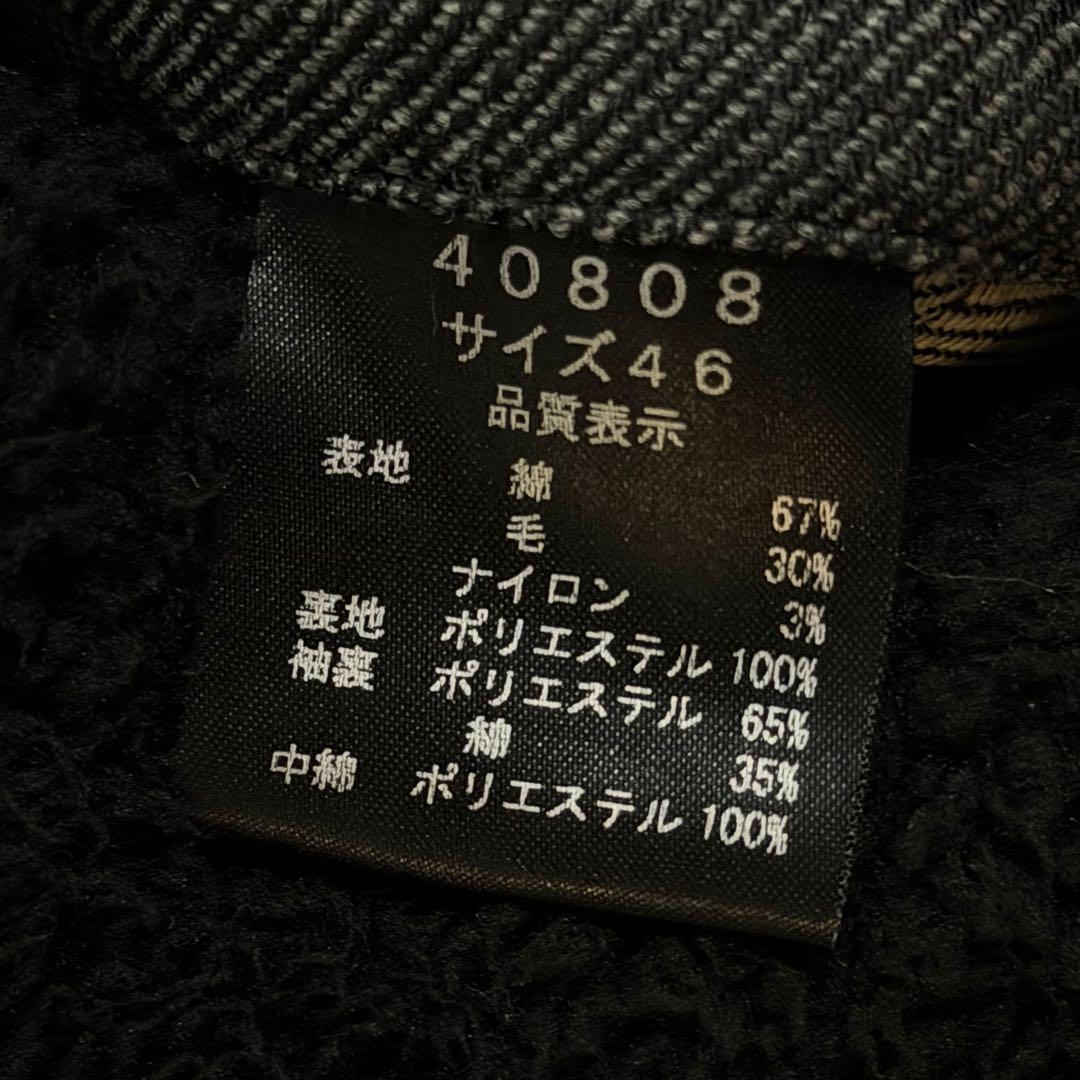 40808
サイズ46
品質表示
表地 綿 67%
毛 30%
ナイロン 3%
裏地 ポリエステル 100%
袖裏 ポリエステル 65%
綿 35%
中綿 ポリエステル 100%